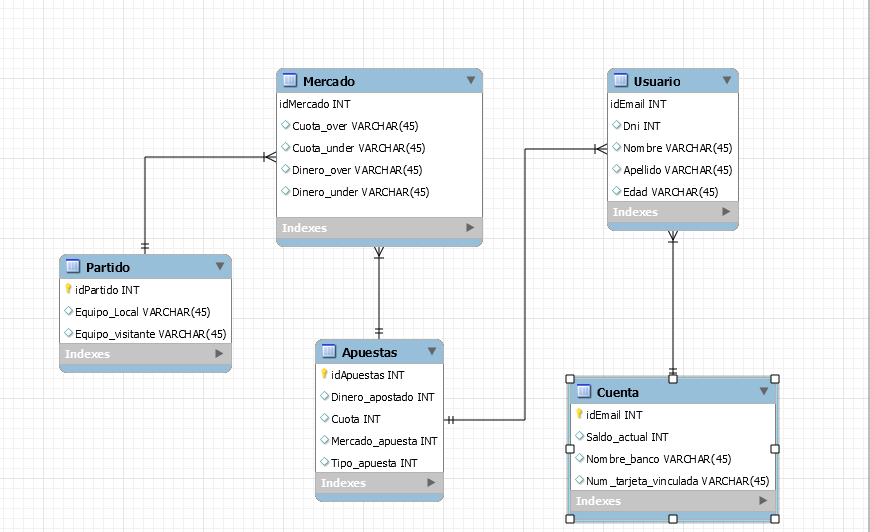 Mercado
idMercado INT
Cuota_over VARCHAR(45)
Cuota_under VARCHAR(45)
Dinero_over VARCHAR(45)
Dinero_under VARCHAR(45)
Indexes
Usuario
idEmail INT
Dni INT
Nombre VARCHAR(45)
Apellido VARCHAR(45)
Edad VARCHAR(45)
Indexes
Partido
idPartido INT
Equipo_Local VARCHAR(45)
Equipo_visitante VARCHAR(45)
Indexes
Apuestas
idApuestas INT
Dinero_apostado INT
Cuota INT
Mercado_apuesta INT
Tipo_apuesta INT
Indexes
Cuenta
idEmail INT
Saldo_actual INT
Nombre_banco VARCHAR(45)
Num_tarjeta_vinculada VARCHAR(45)
Indexes